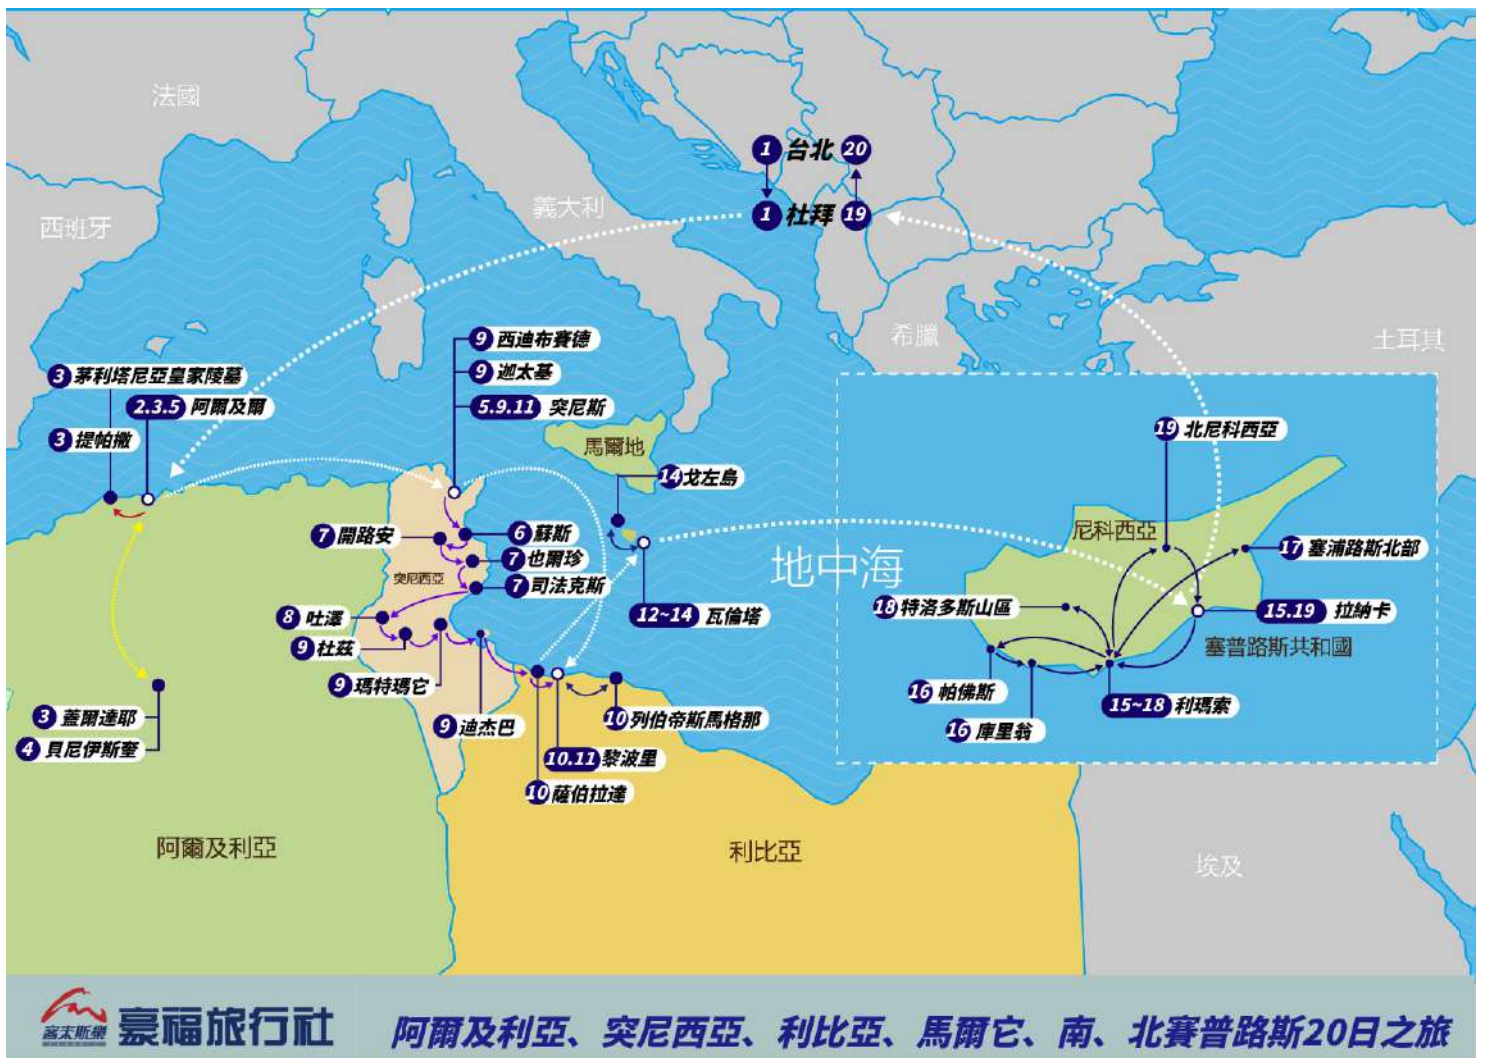 法國
1 台北 20
西班牙
義大利
1 杜拜 19
希臘
土耳其
9 西迪布賽德
3 茅利塔尼亞皇家陵墓
9 迦太基
2.3.5 阿爾及爾
5.9.11 突尼斯
3 提帕撒
馬爾地
14 戈左島
19 北尼科西亞
7 開路安
6 蘇斯
尼科西亞
7 也爾珍
地中海
17 塞浦路斯北部
突尼西亞
7 司法克斯
18 特洛多斯山區
8 吐澤
12~14 瓦倫塔
15.19 拉納卡
9 杜茲
塞普路斯共和國
9 瑪特瑪它
16 帕佛斯
15~18 利瑪索
3 蓋爾達耶
9 迪杰巴
10 列伯帝斯馬格那
16 庫里翁
4 貝尼伊斯奎
10.11 黎波里
10 薩伯拉達
阿爾及利亞
利比亞
埃及
客末斯樂 豪福旅行社
阿爾及利亞、突尼西亞、利比亞、馬爾它、南、北賽普路斯20日之旅